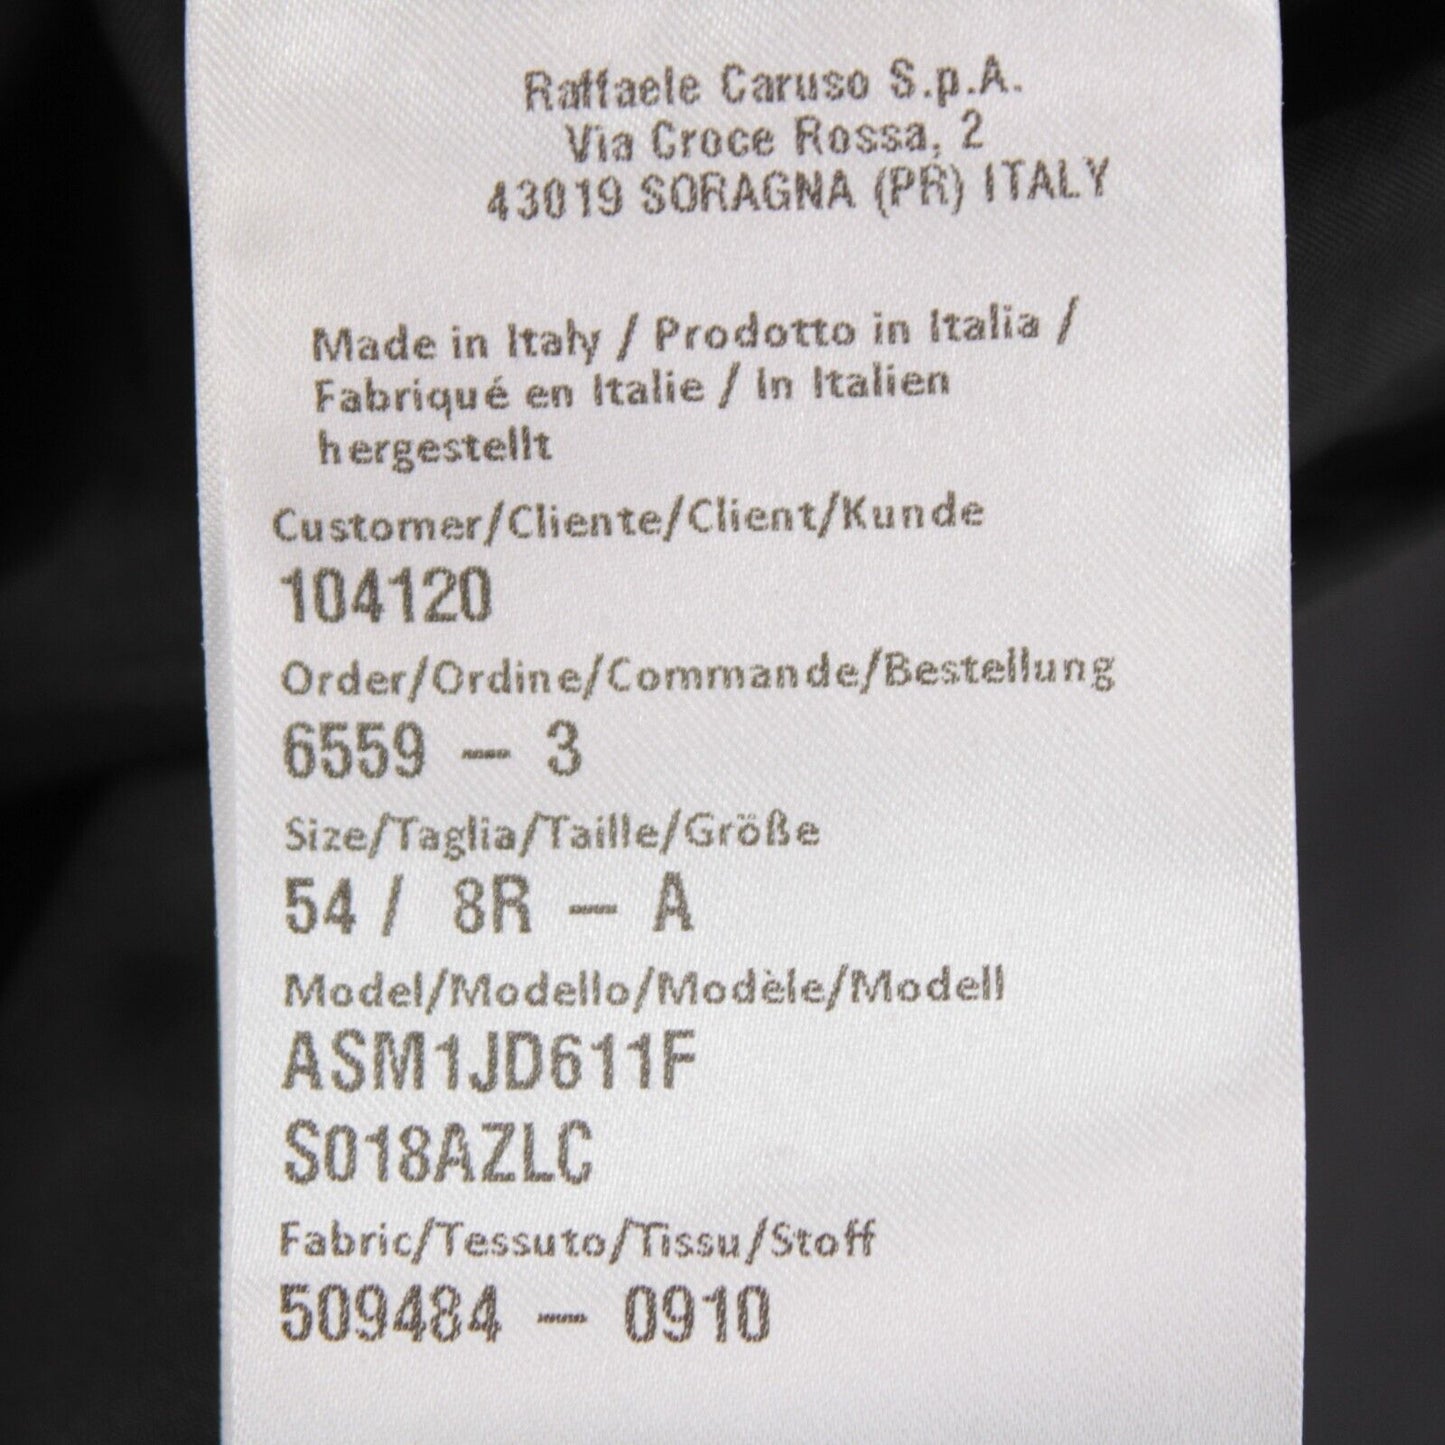 Raffaele Caruso S.p.A.
Via Croce Rossa, 2
43019 SORAGNA (PR) ITALY
Made in Italy / Prodotto in Italia /
Fabriqué en Italie / In Italien
hergestellt
Customer/Cliente/Client/Kunde
104120
Order/Ordine/Commande/Bestellung
6559 – 3
Size/Taglia/Taille/Größe
54 / 8R – A
Model/Modello/Modèle/Modell
ASM1JD611F
S018AZLC
Fabric/Tessuto/Tissu/Stoff
509484 – 0910